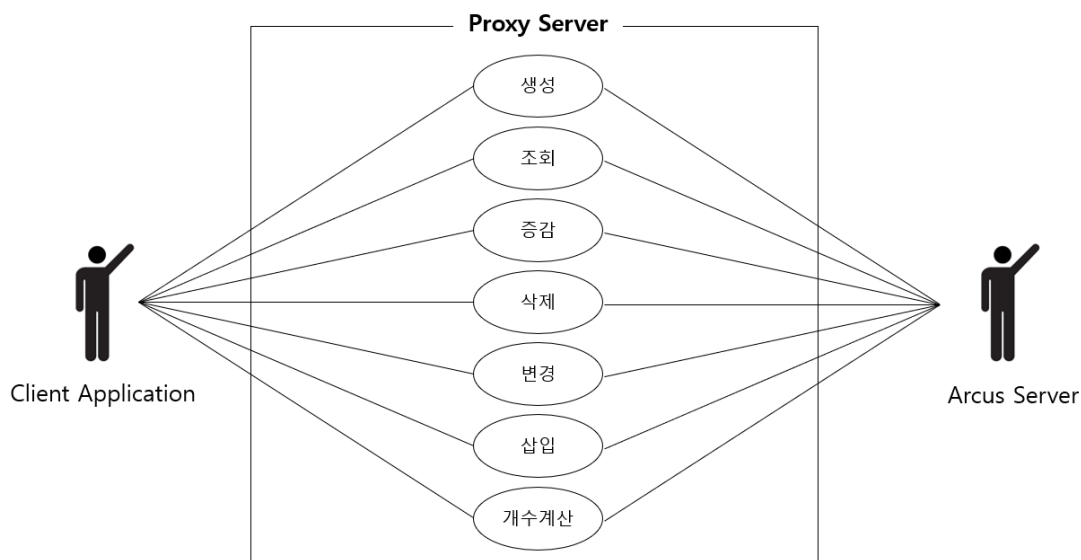 Proxy Server
생성
조회
증감
삭제
변경
삽입
개수계산
Client Application
Arcus Server